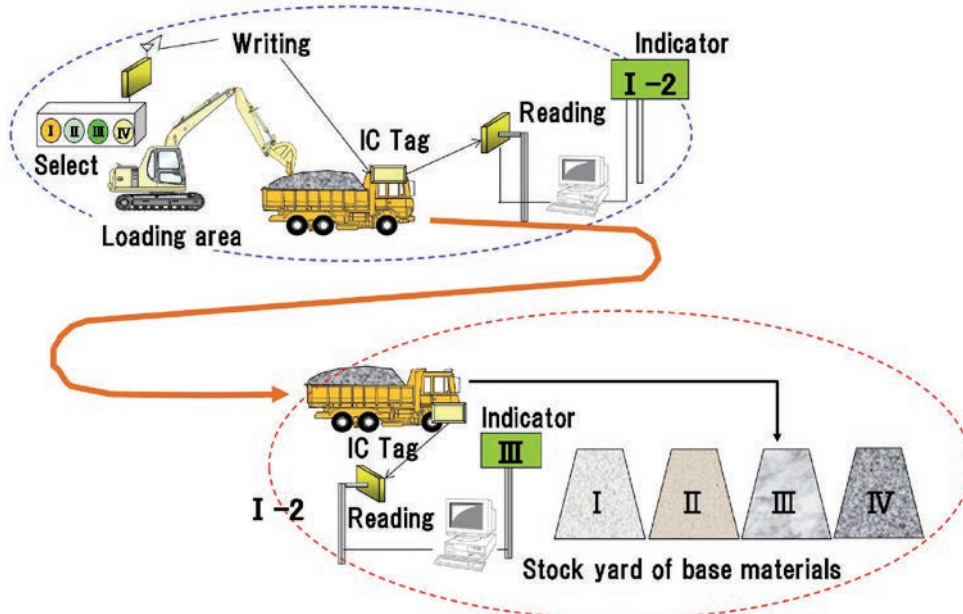 Writing
Indicator
Ⅰ-2
Reading
IC Tag
Ⅰ Ⅱ Ⅲ Ⅳ
Select
Loading area
IC Tag
Indicator
Ⅲ
Ⅰ-2
Reading
Ⅰ Ⅱ Ⅲ Ⅳ
Stock yard of base materials